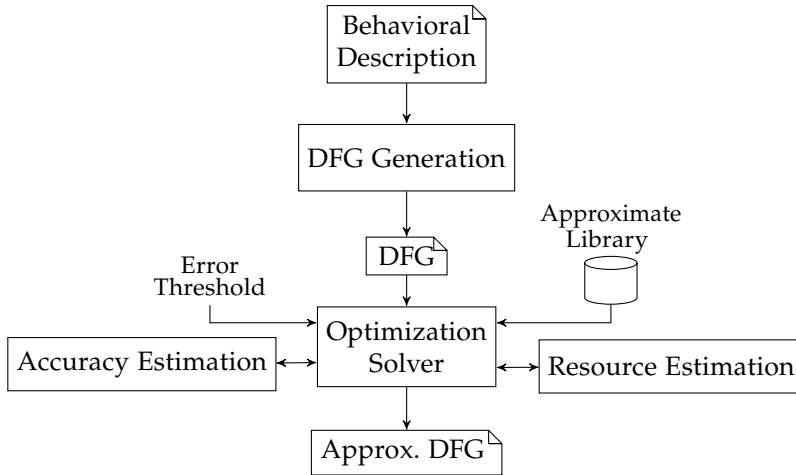 Behavioral
Description
DFG Generation
Approximate
Library
DFG
Error
Threshold
Optimization
Solver
Accuracy Estimation
Resource Estimation
Approx. DFG